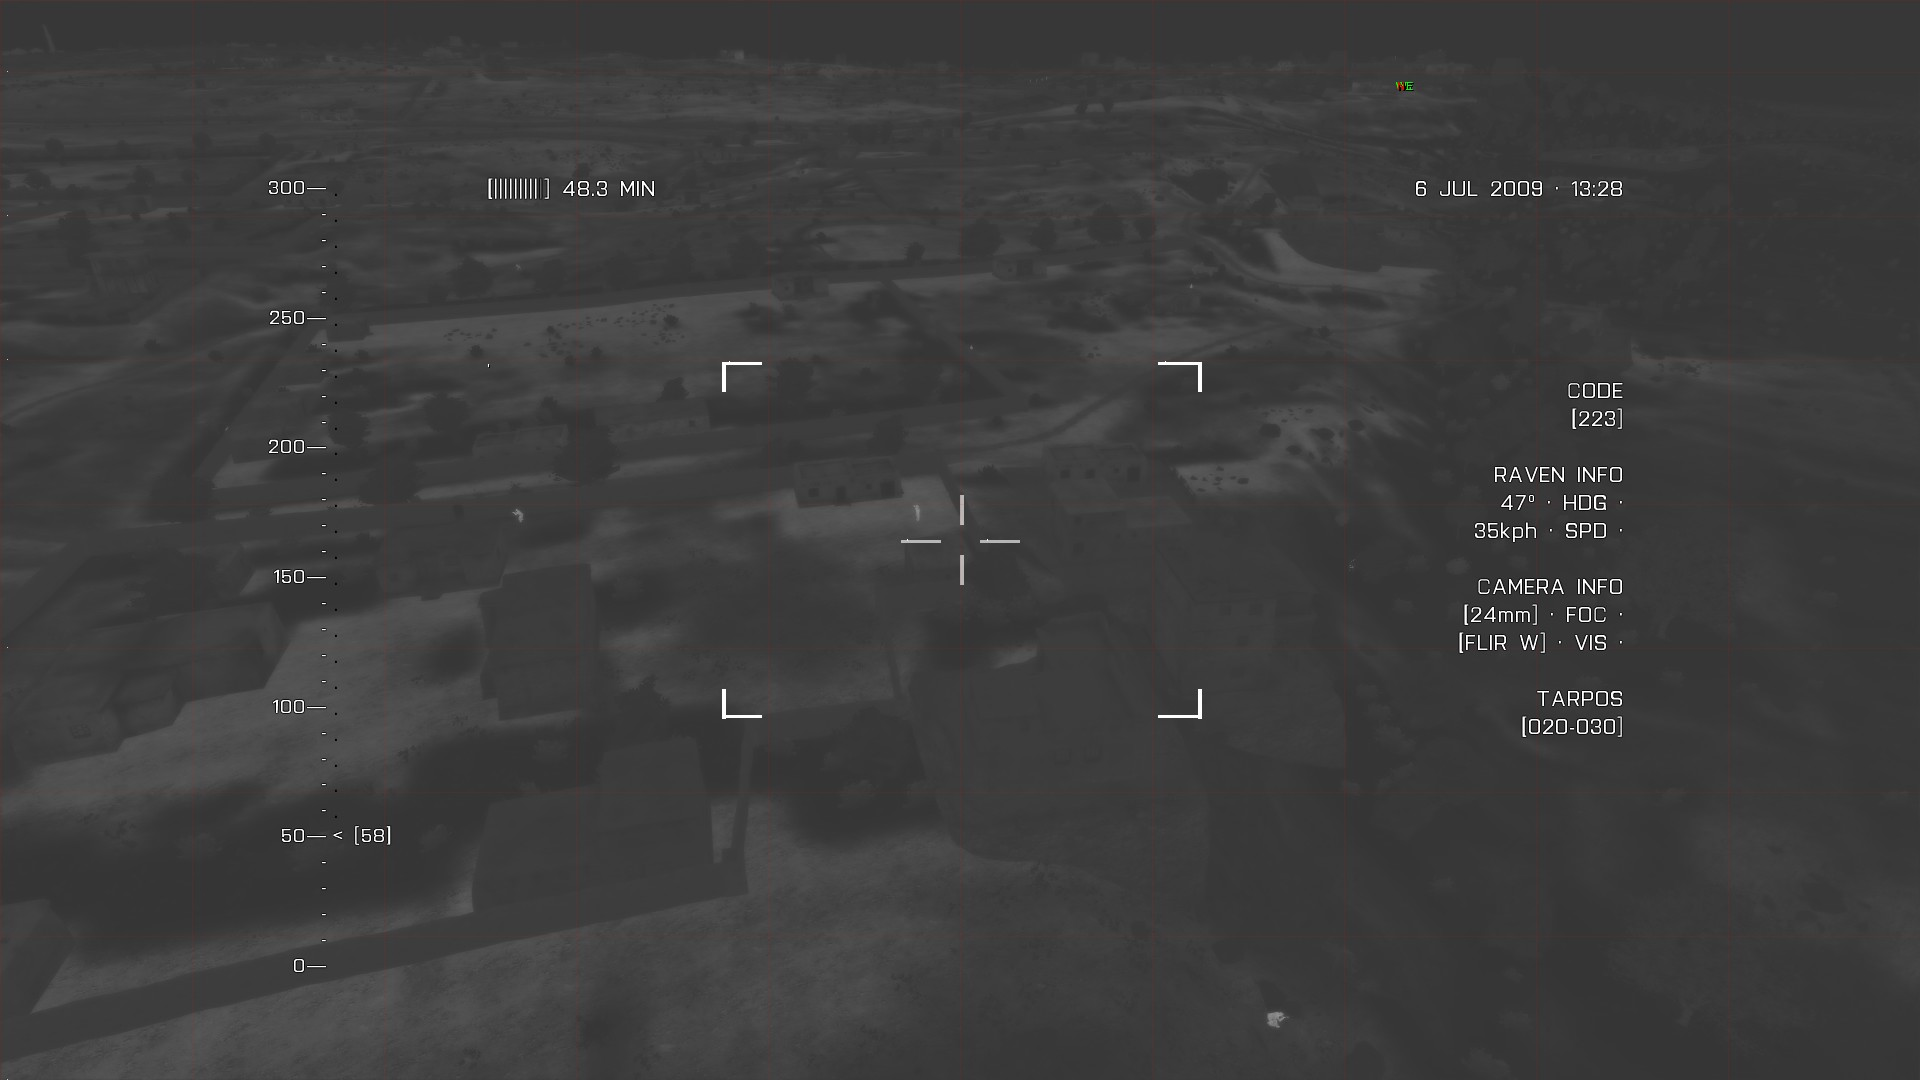 300
[||||||||||] 48.3 MIN
6 JUL 2009 · 13:28
250
200
150
100
50
< [58]
0
CODE
[223]
RAVEN INFO
47° · HDG ·
35kph · SPD ·
CAMERA INFO
[24mm] · FOC ·
[FLIR W] · VIS ·
TARPOS
[020-030]